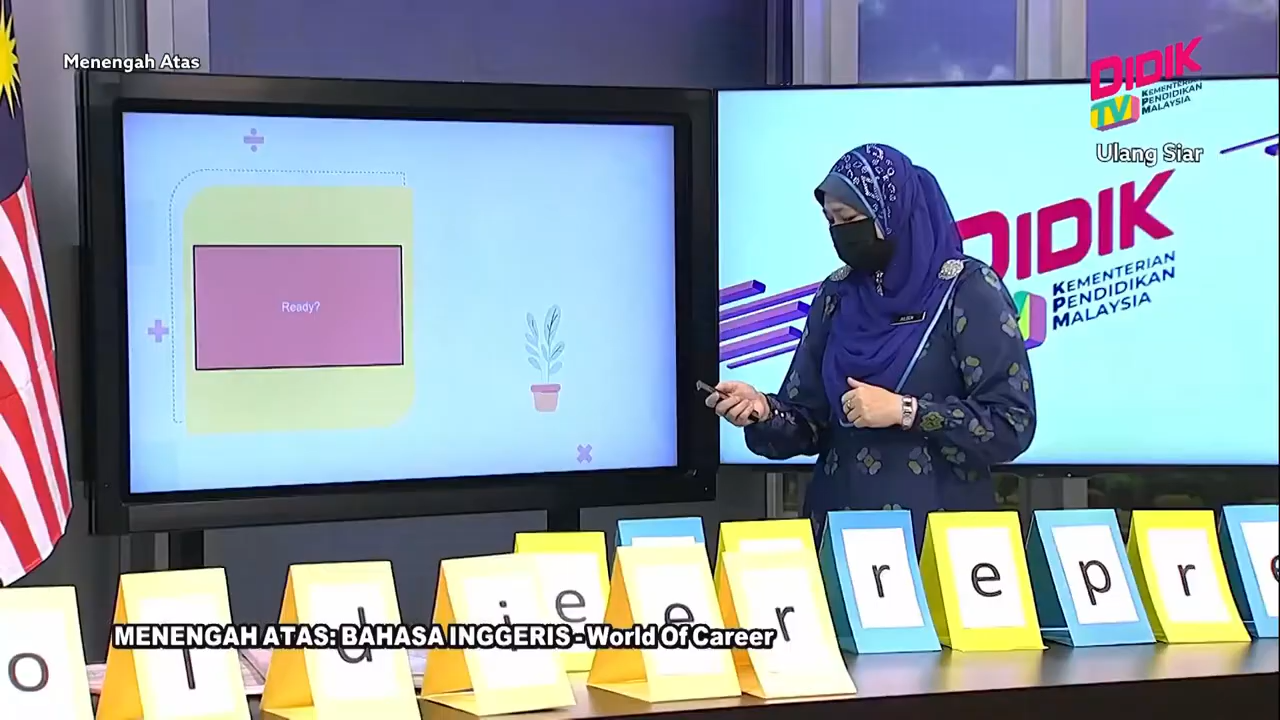 Menengah Atas
DIDIK
TV
KEMENTERIAN
PENDIDIKAN
MALAYSIA
Ulang Siar
DIDIK
KEMENTERIAN
PENDIDIKAN
MALAYSIA
Ready?
e r r e p r
o l d i e r
MENENGAH ATAS: BAHASA INGGERIS - World Of Career